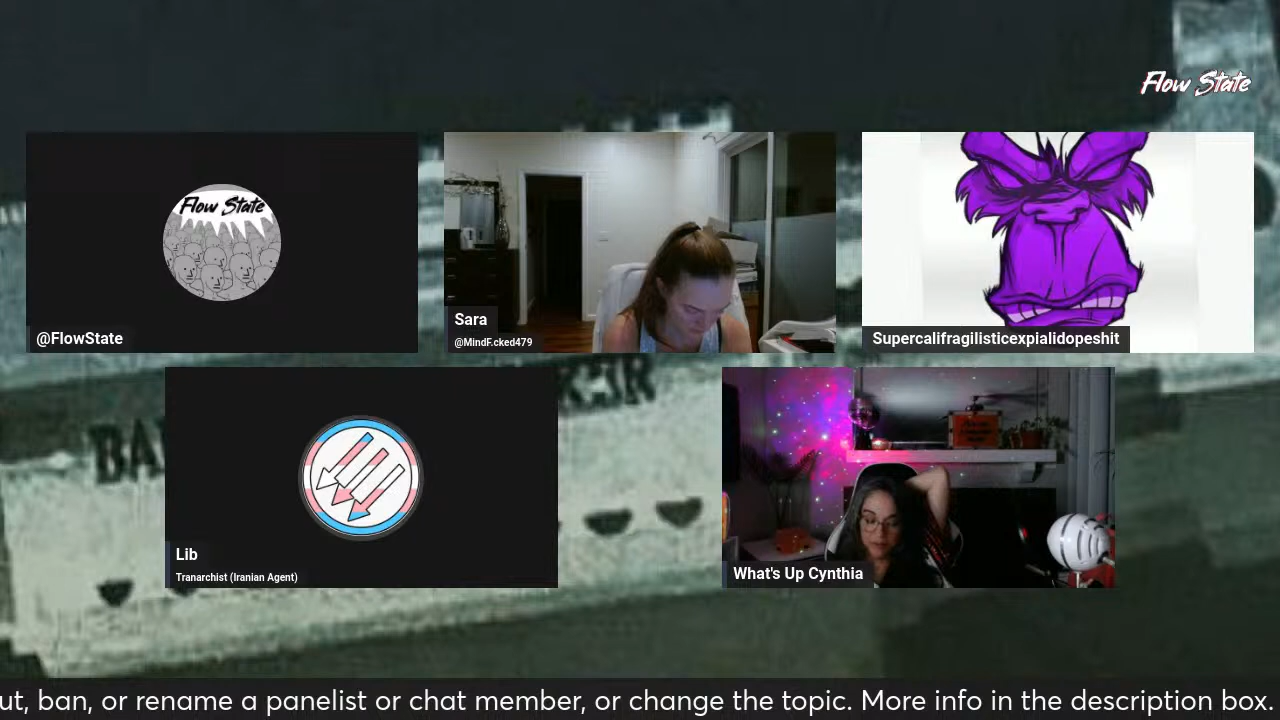 Flow State
Flow State
@FlowState
Sara
@MindF.cked479
Supercalifragilisticexpialidopeshit
Lib
Tranarchist (Iranian Agent)
What's Up Cynthia
ut, ban, or rename a panelist or chat member, or change the topic. More info in the description box.